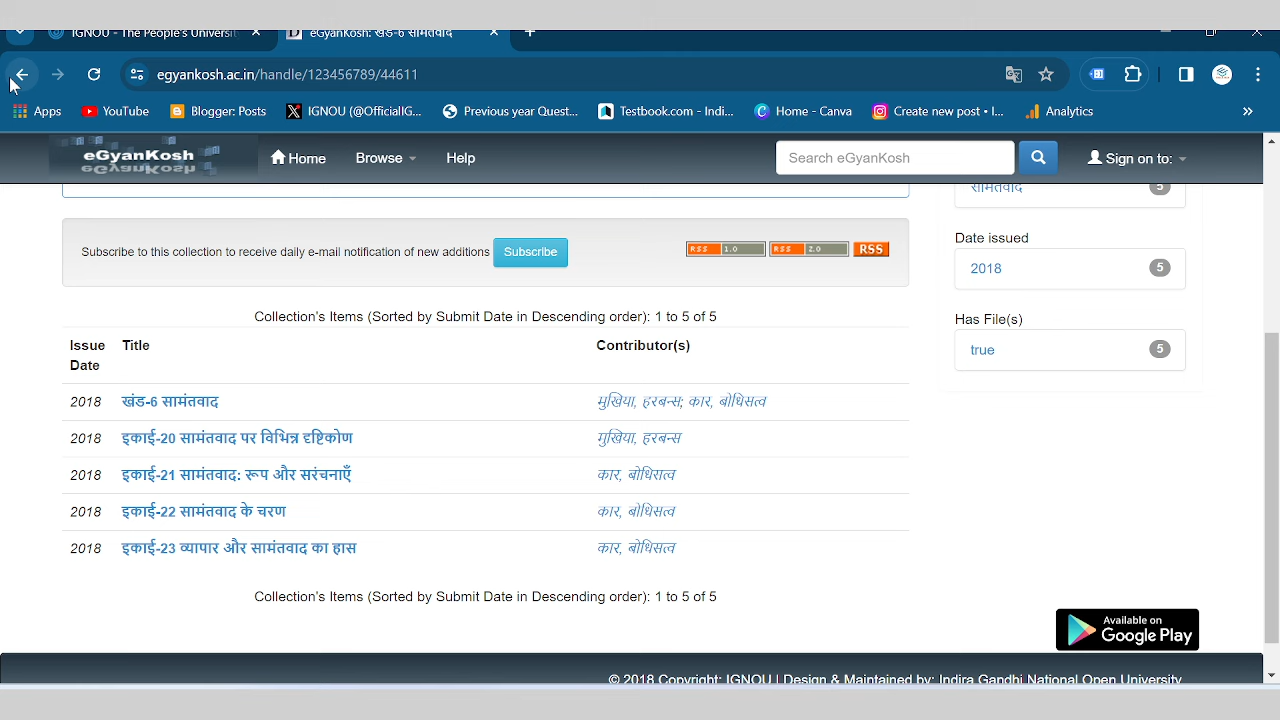 IGNOU - The People's Universit
eGyanKosh: खंड-6 सामंतवाद
egyankosh.ac.in/handle/123456789/44611
Apps YouTube Blogger: Posts IGNOU (@OfficialIG... Previous year Quest... Testbook.com - Indi... Home - Canva Create new post • I... Analytics »
eGyanKosh Home Browse Help Search eGyanKosh Sign on to:
सामंतवाद 5
Subscribe to this collection to receive daily e-mail notification of new additions Subscribe RSS 1.0 RSS 2.0 RSS
Date issued
2018 5
Has File(s)
true 5
Collection's Items (Sorted by Submit Date in Descending order): 1 to 5 of 5
Issue Date Title Contributor(s)
2018 खंड-6 सामंतवाद मुखिया, हरबन्स; कार, बोधिसत्व
2018 इकाई-20 सामंतवाद पर विभिन्न दृष्टिकोण मुखिया, हरबन्स
2018 इकाई-21 सामंतवाद: रूप और सरंचनाएँ कार, बोधिसत्व
2018 इकाई-22 सामंतवाद के चरण कार, बोधिसत्व
2018 इकाई-23 व्यापार और सामंतवाद का ह्रास कार, बोधिसत्व
Collection's Items (Sorted by Submit Date in Descending order): 1 to 5 of 5
Available on
Google Play
© 2018 Copyright: IGNOU | Design & Maintained by: Indira Gandhi National Open University